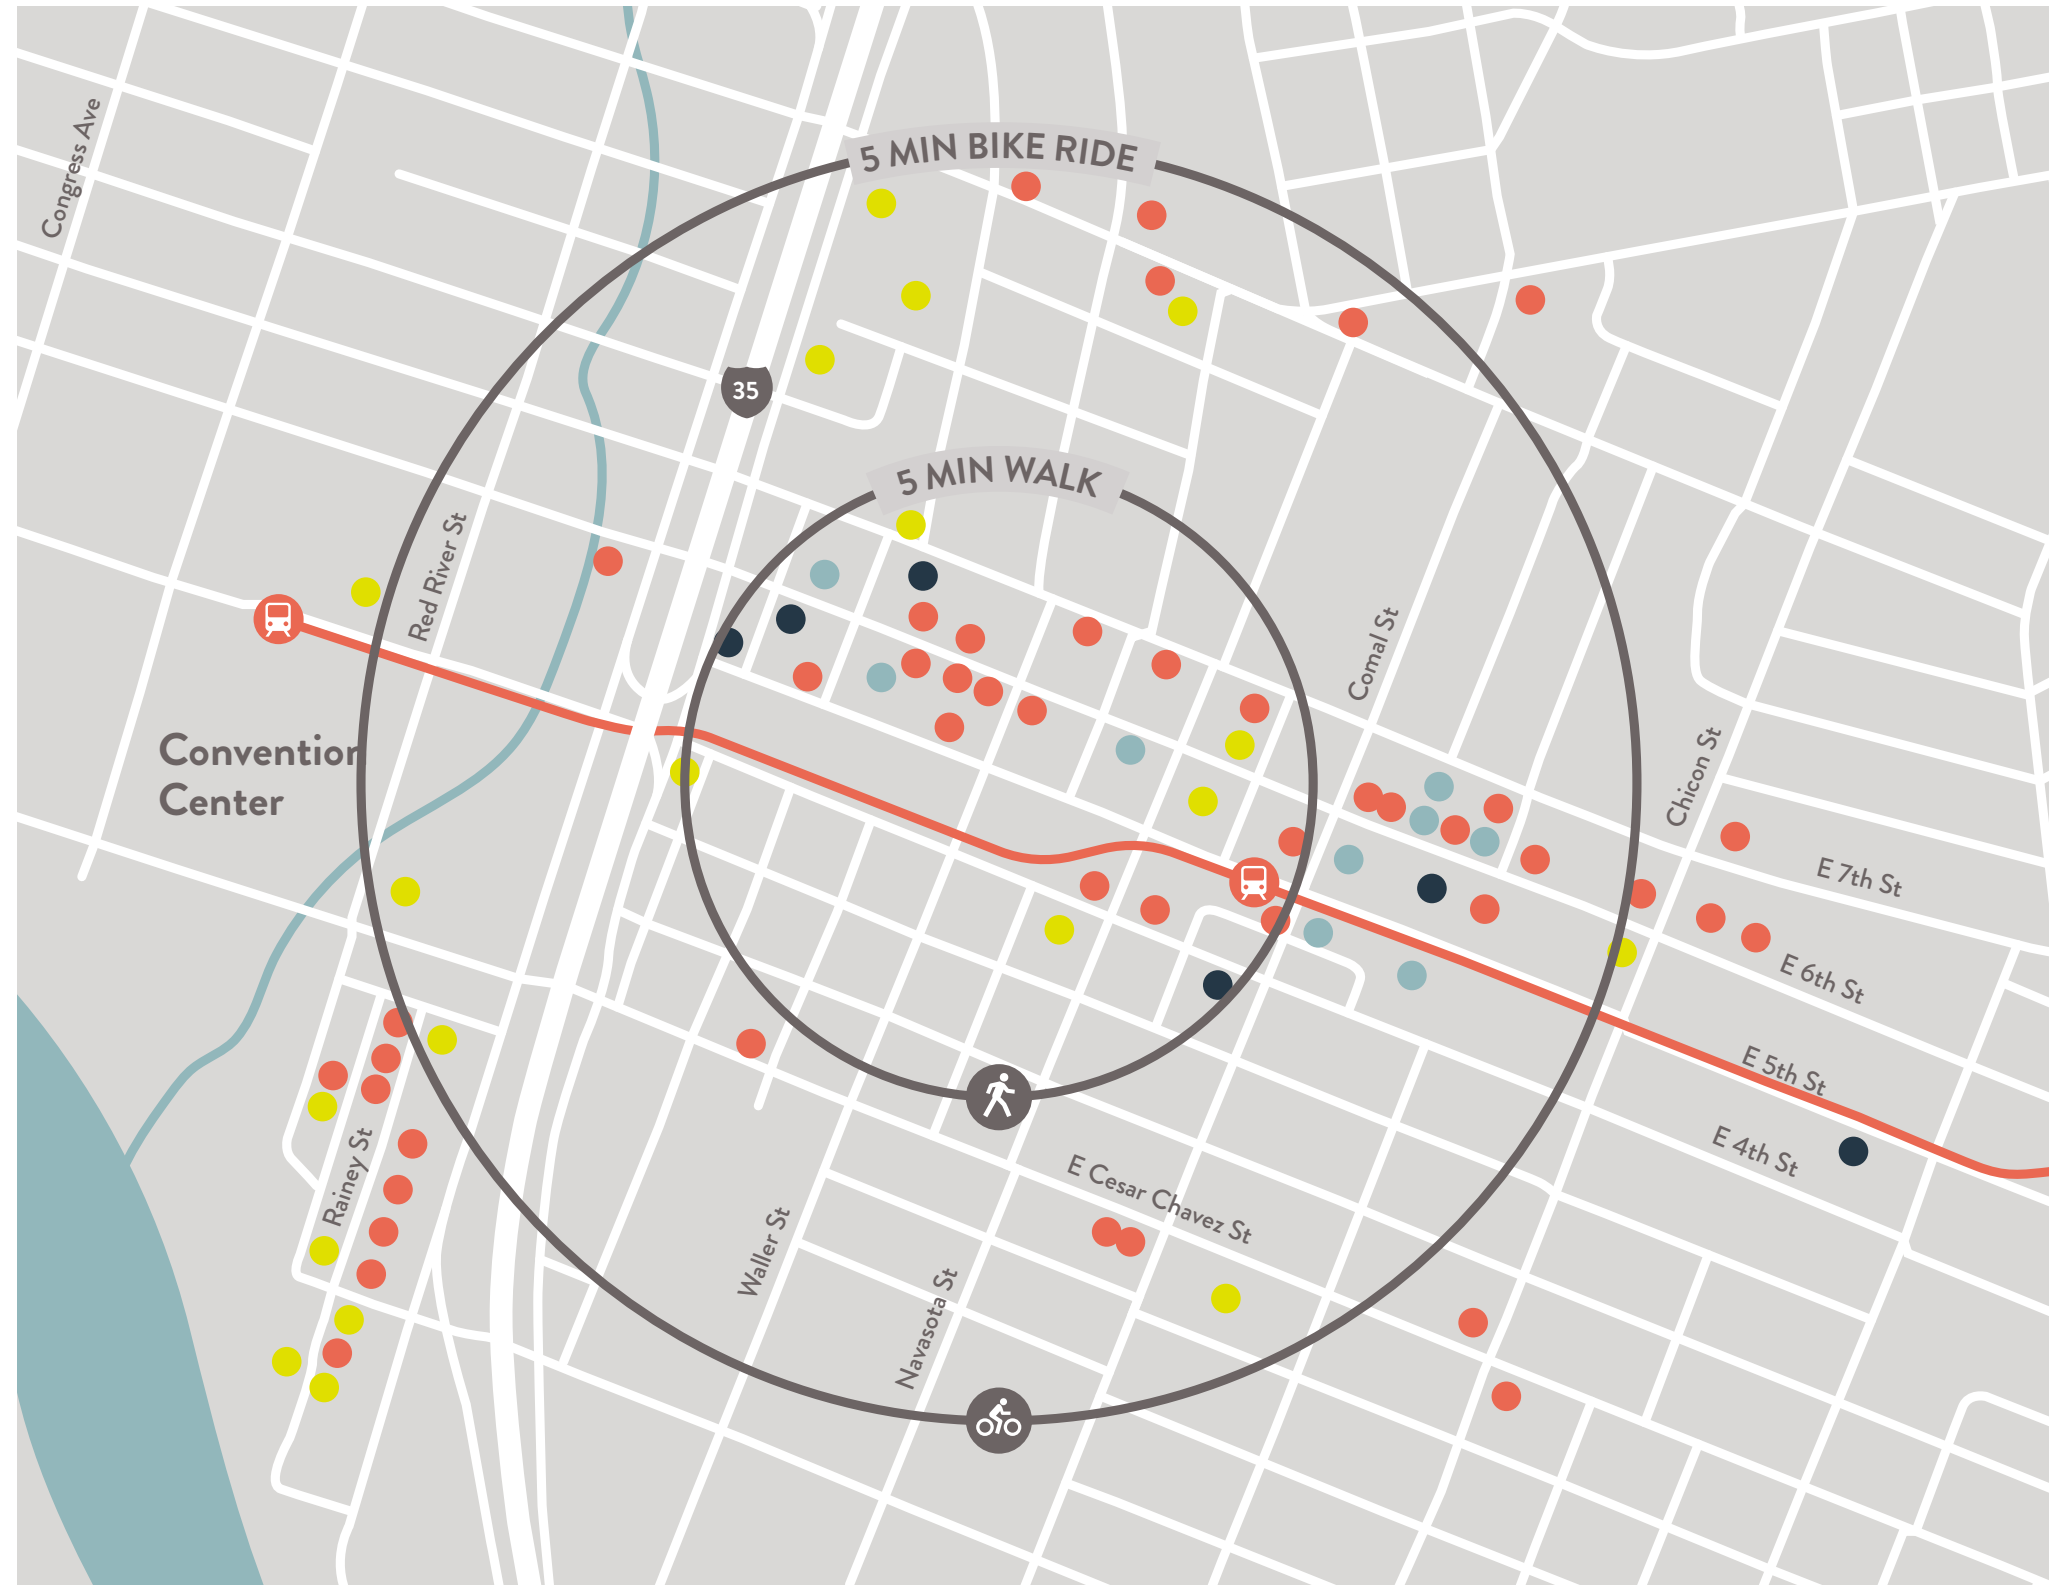 Congress Ave
5 MIN BIKE RIDE
35
5 MIN WALK
Red River St
Comal St
Convention
Center
Chicon St
E 7th St
E 6th St
E 5th St
E 4th St
Rainey St
E Cesar Chavez St
Waller St
Navasota St